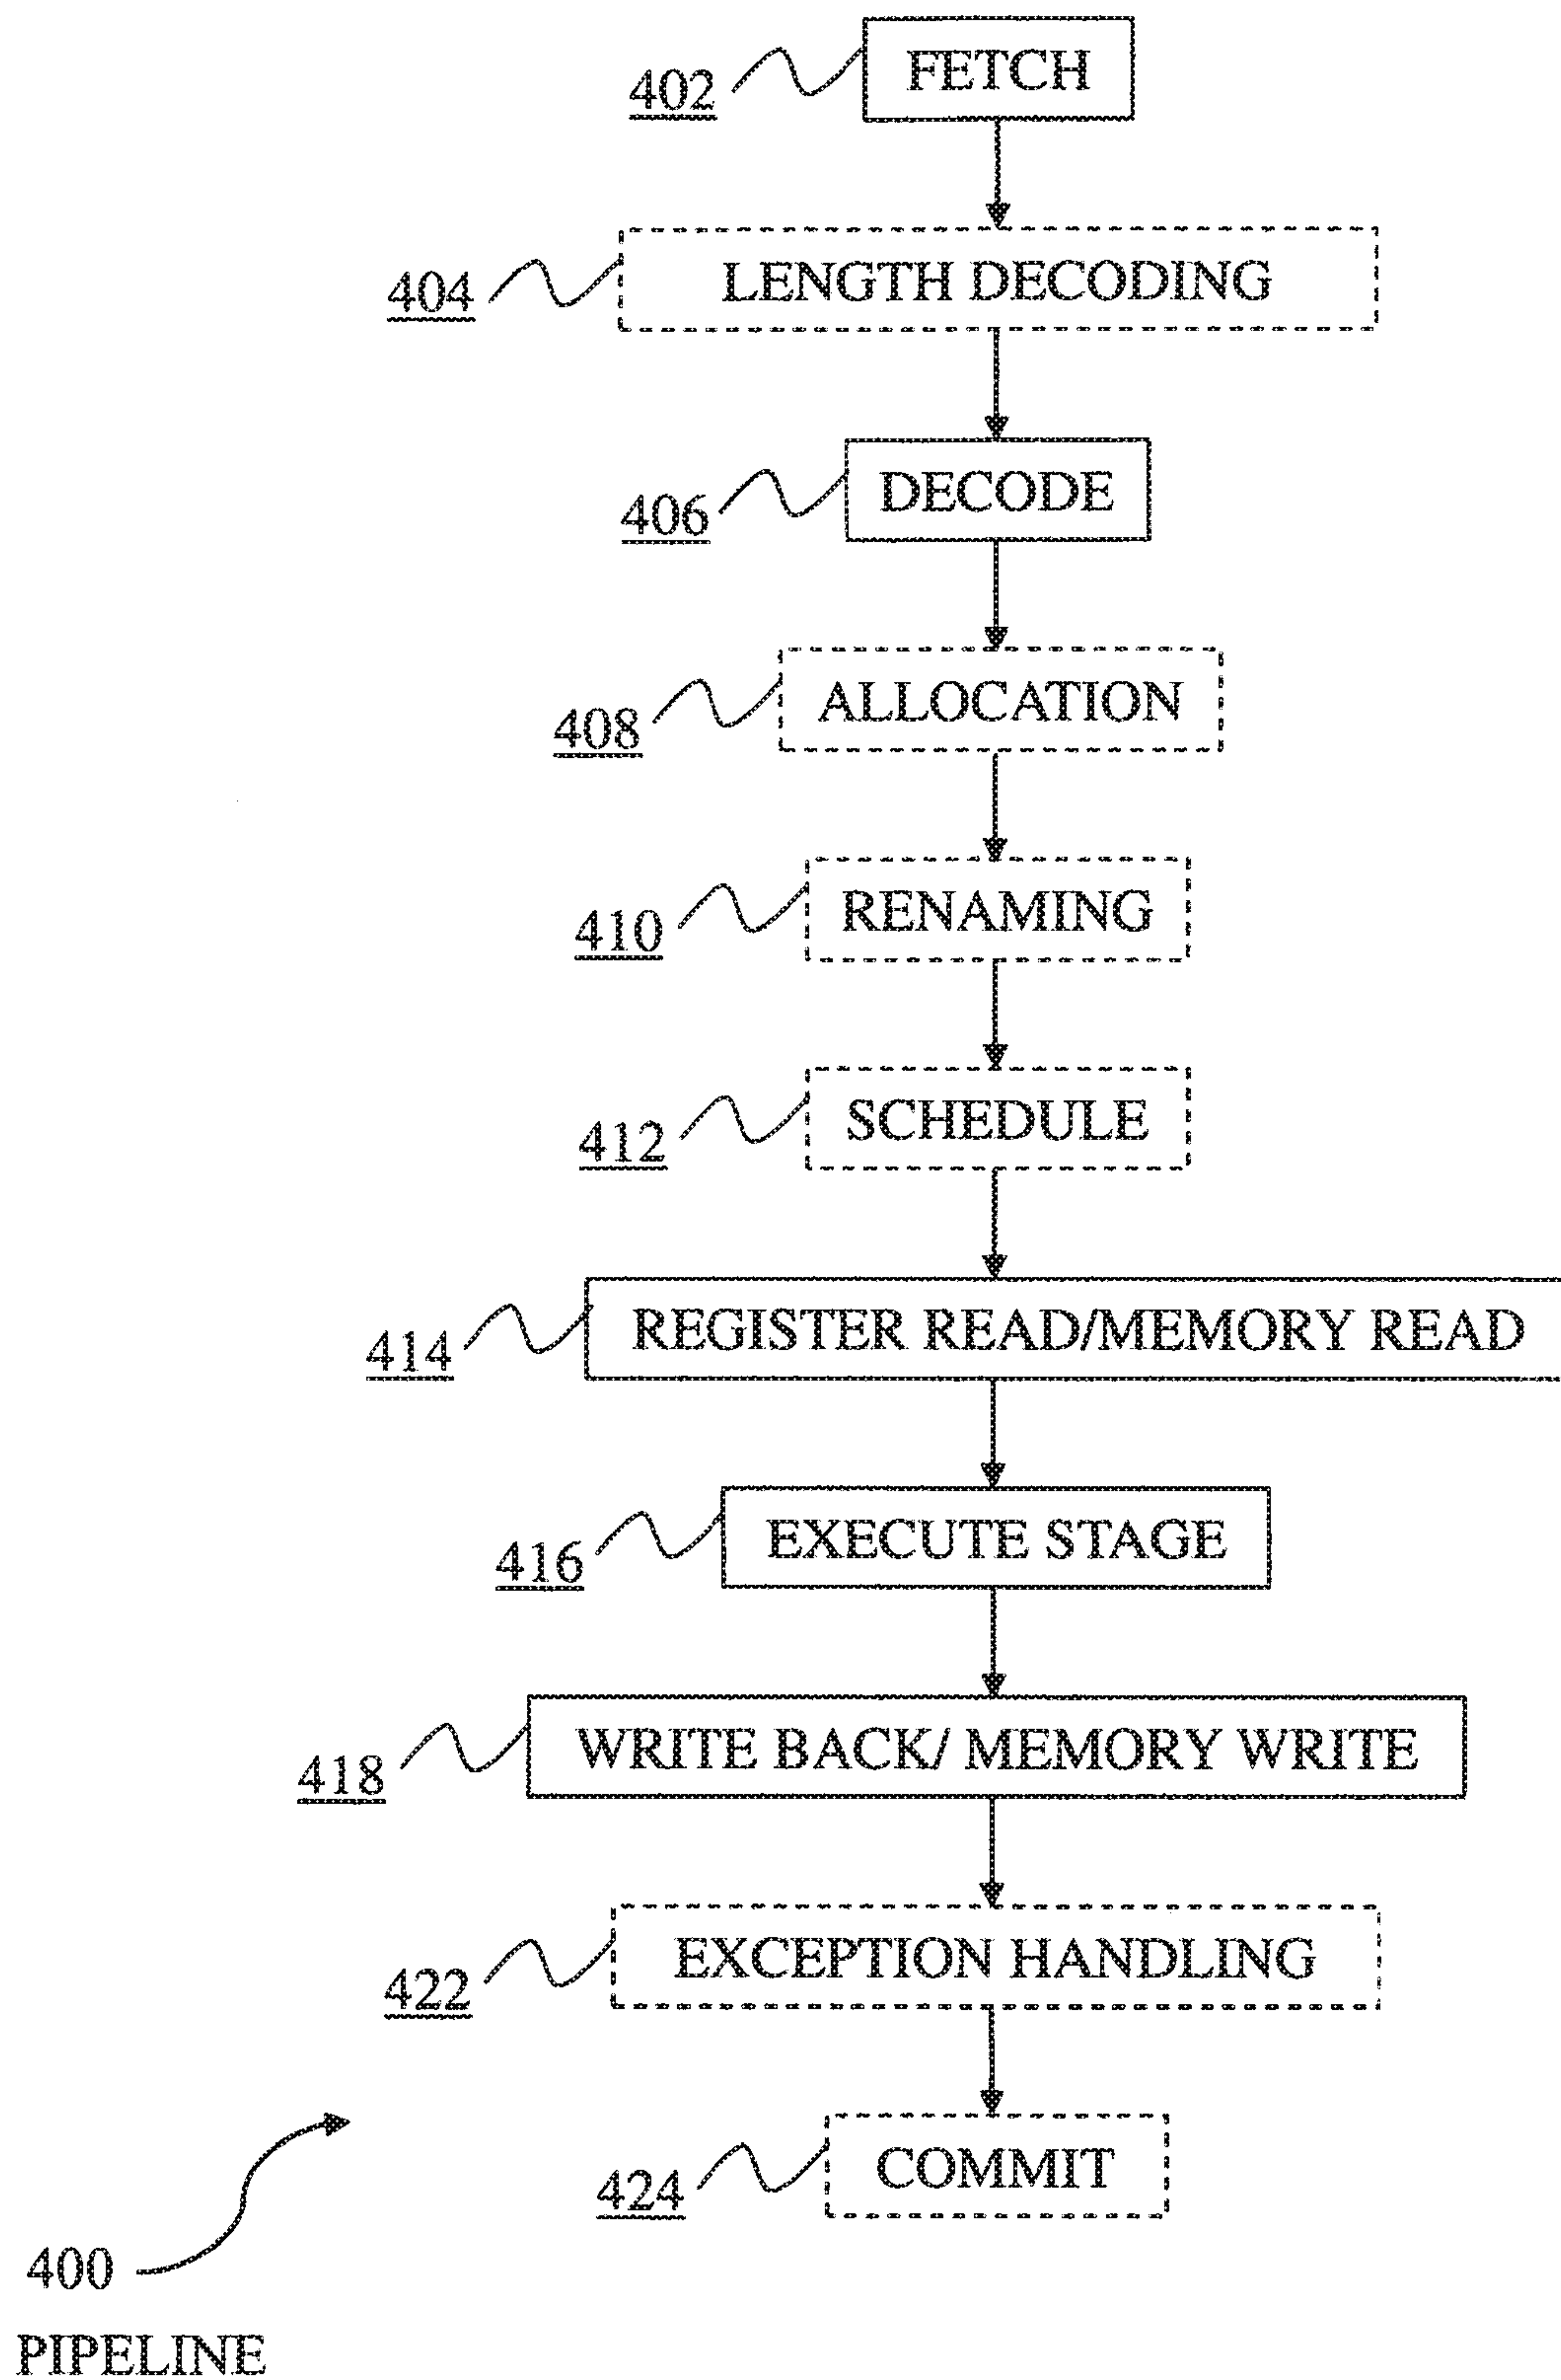 402 FETCH
404 LENGTH DECODING
406 DECODE
408 ALLOCATION
410 RENAMING
412 SCHEDULE
414 REGISTER READ/MEMORY READ
416 EXECUTE STAGE
418 WRITE BACK/ MEMORY WRITE
422 EXCEPTION HANDLING
424 COMMIT
400
PIPELINE